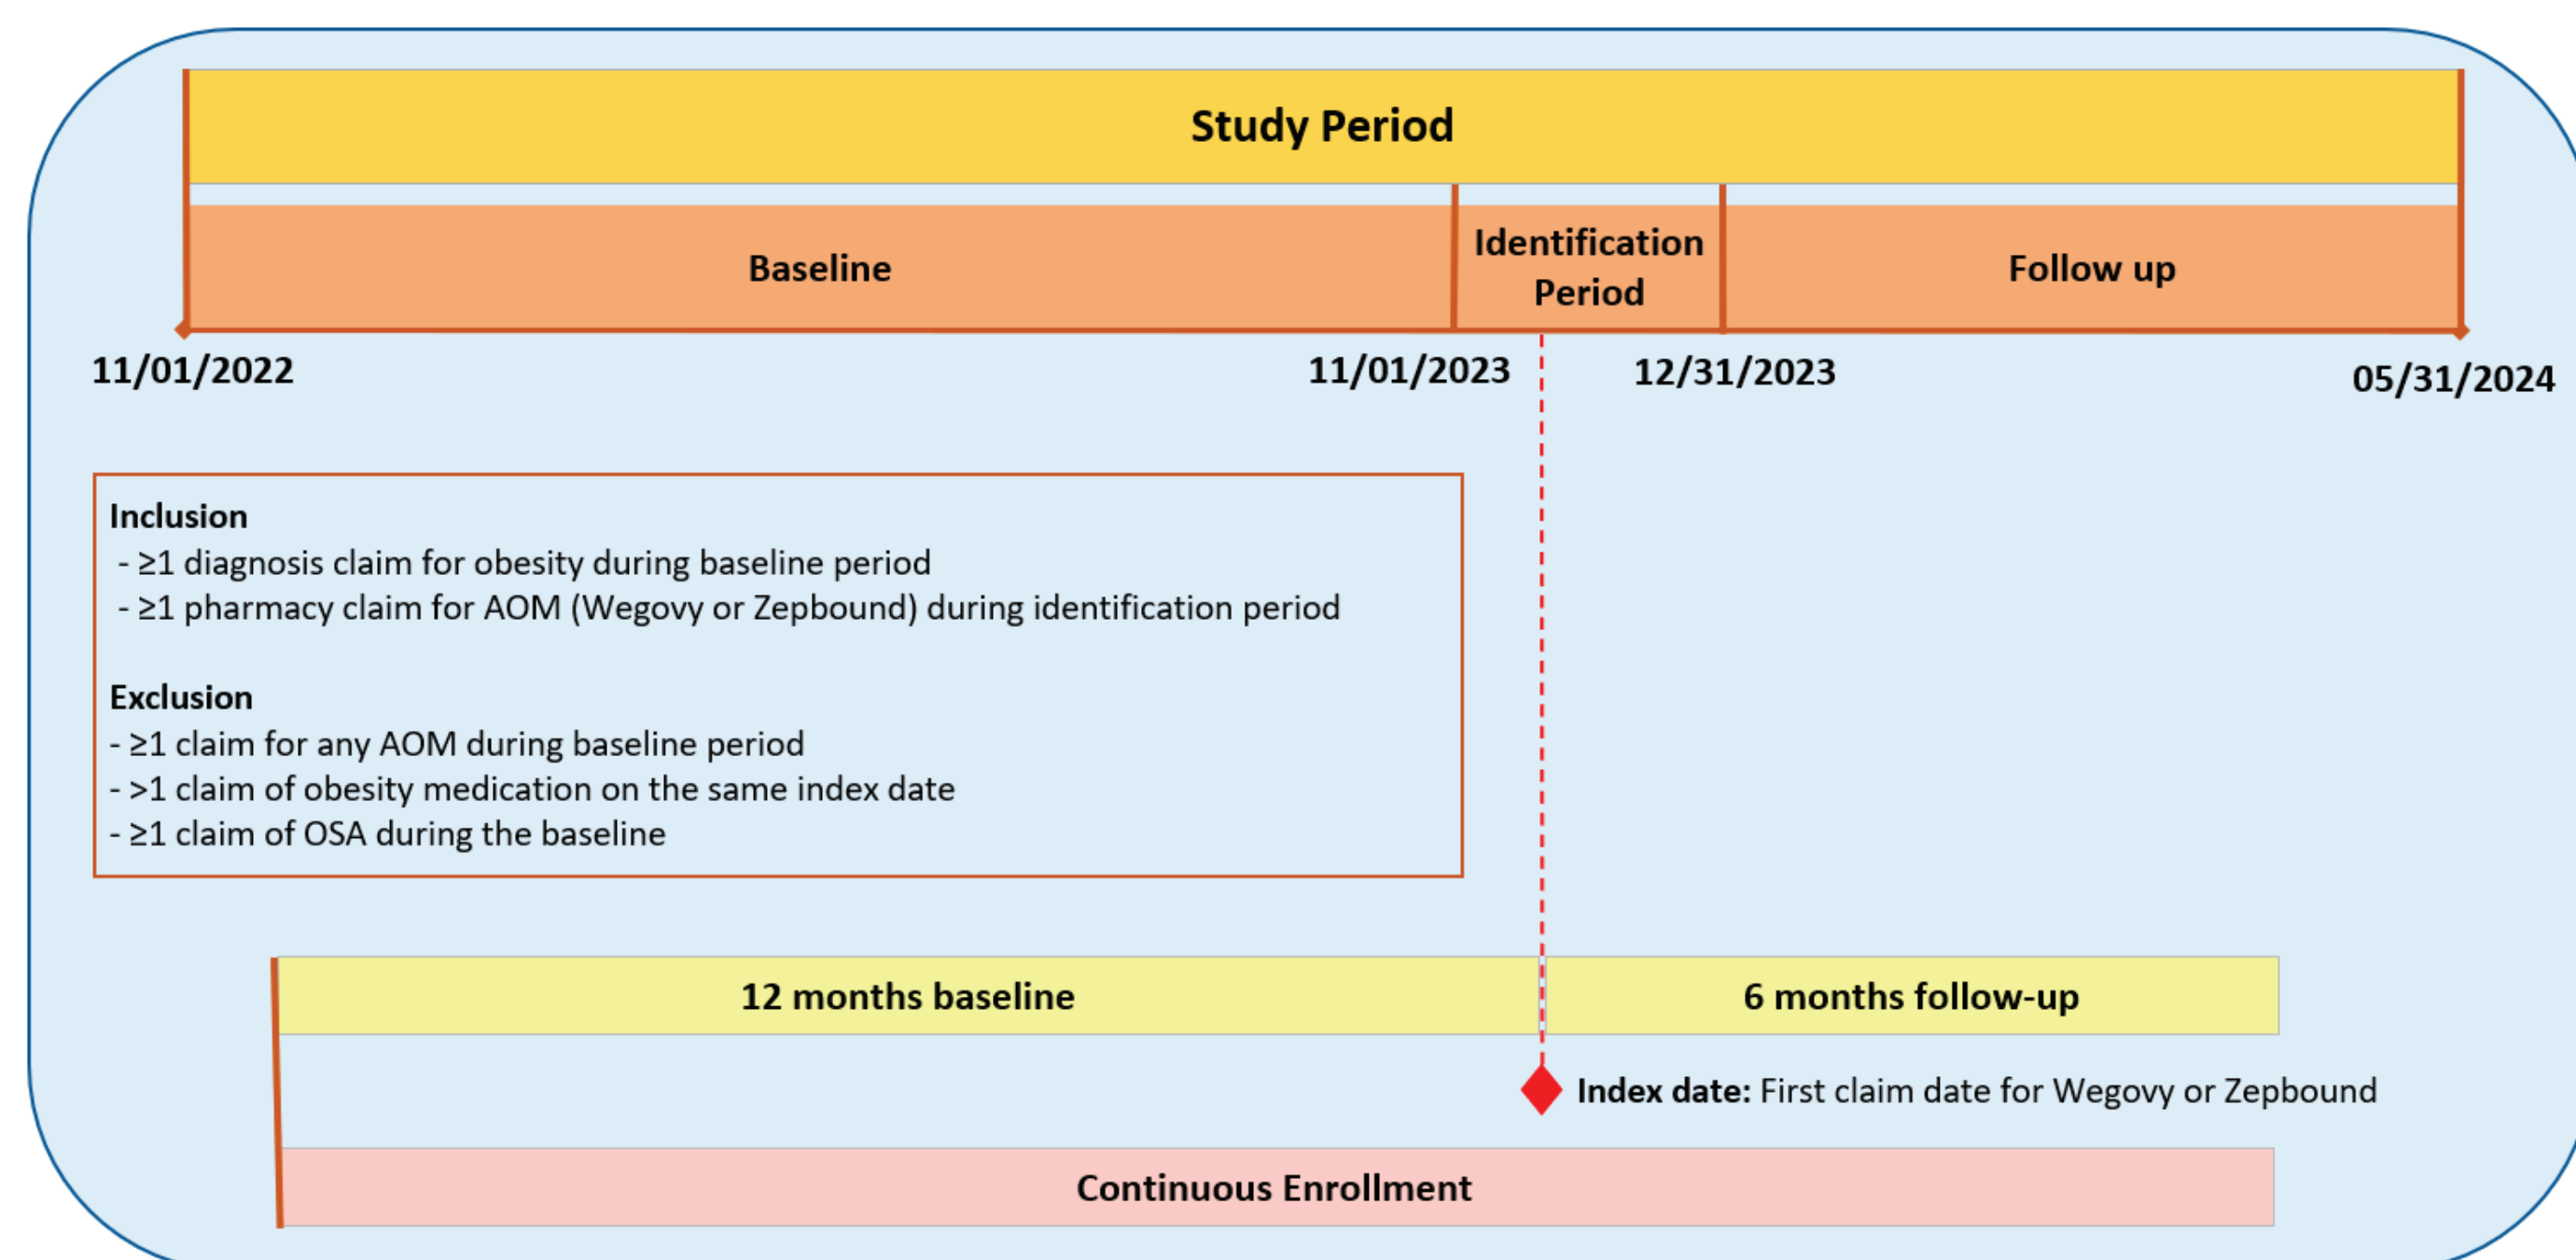 Study Period
Baseline
Identification
Period
Follow up
11/01/2022
11/01/2023
12/31/2023
05/31/2024
Inclusion
- ≥1 diagnosis claim for obesity during baseline period
- ≥1 pharmacy claim for AOM (Wegovy or Zepbound) during identification period
Exclusion
- ≥1 claim for any AOM during baseline period
- >1 claim of obesity medication on the same index date
- ≥1 claim of OSA during the baseline
12 months baseline
6 months follow-up
Index date: First claim date for Wegovy or Zepbound
Continuous Enrollment